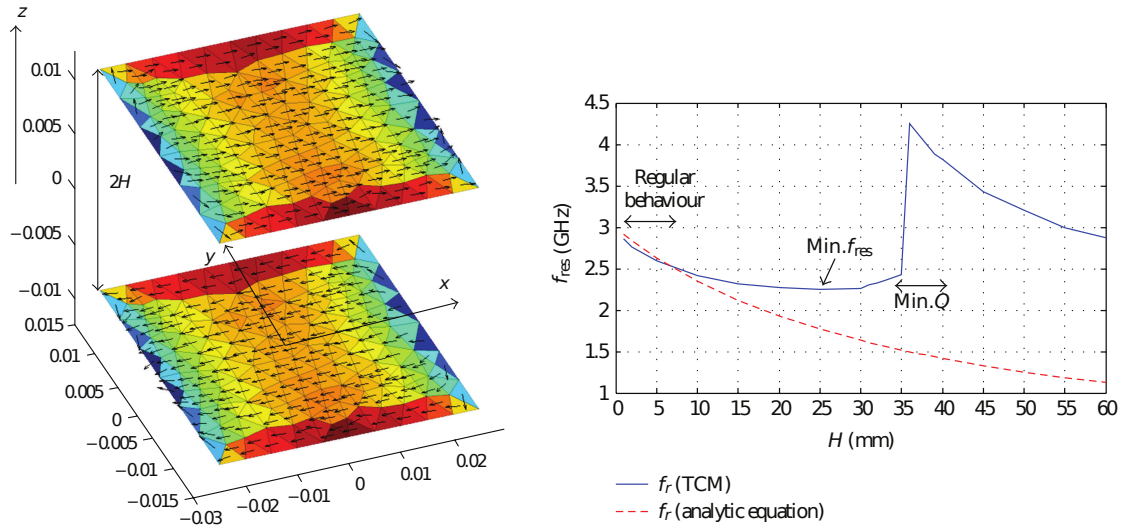 z
0.01
0.005
0
−0.005
−0.01
0.015
0.01
0.005
0
−0.005
−0.01
−0.015
−0.03
−0.02
−0.01
0
0.01
0.02
2H
y
x
4.5
4
3.5
3
2.5
2
1.5
1
f_res (GHz)
Regular
behaviour
Min. f_res
Min. Q
0 5 10 15 20 25 30 35 40 45 50 55 60
H (mm)
f_r (TCM)
f_r (analytic equation)